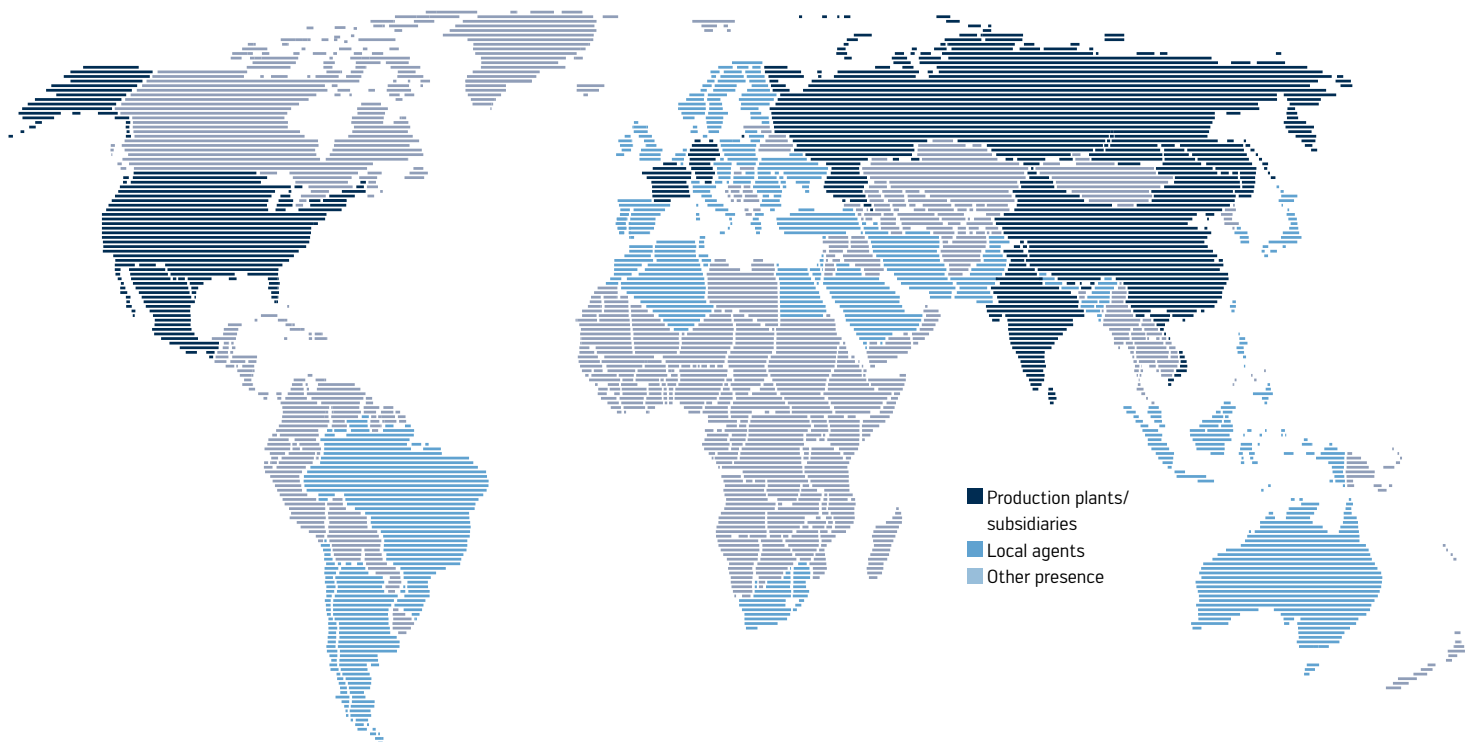 Production plants/
subsidiaries
Local agents
Other presence